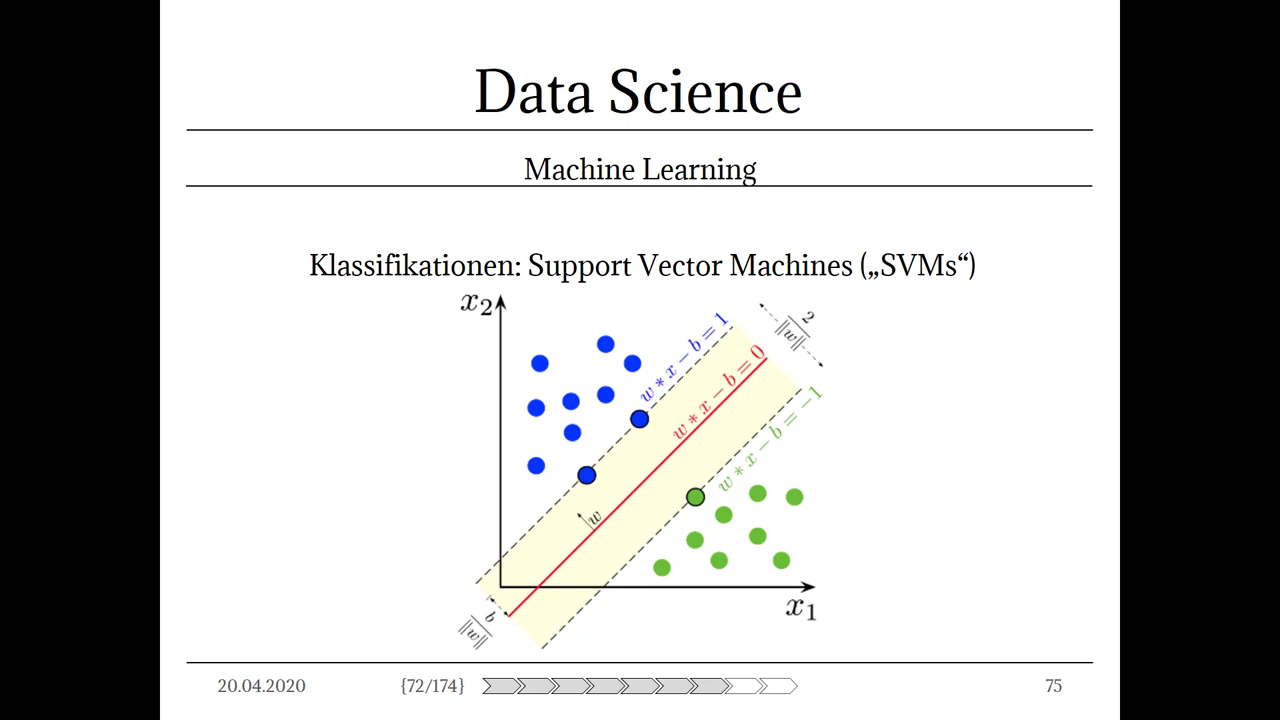 Data Science
Machine Learning
Klassifikationen: Support Vector Machines („SVMs“)
x₂
w * x − b = 1
2
‖w‖
w * x − b = 0
w * x − b = −1
w
b
‖w‖
x₁
20.04.2020
{72/174}
75